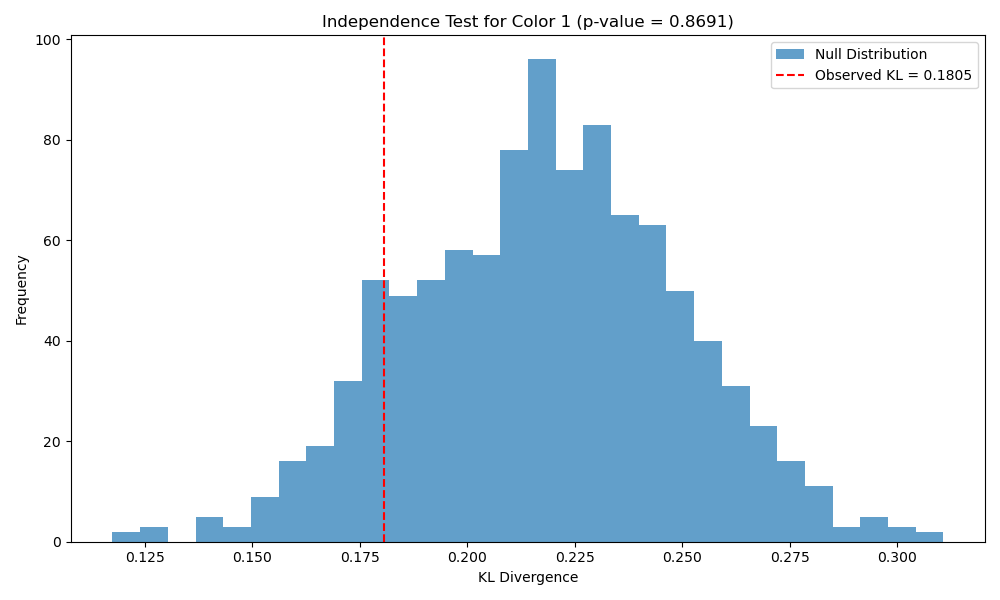 Independence Test for Color 1 (p-value = 0.8691)
Null Distribution
Observed KL = 0.1805
Frequency
100
80
60
40
20
0
0.125 0.150 0.175 0.200 0.225 0.250 0.275 0.300
KL Divergence